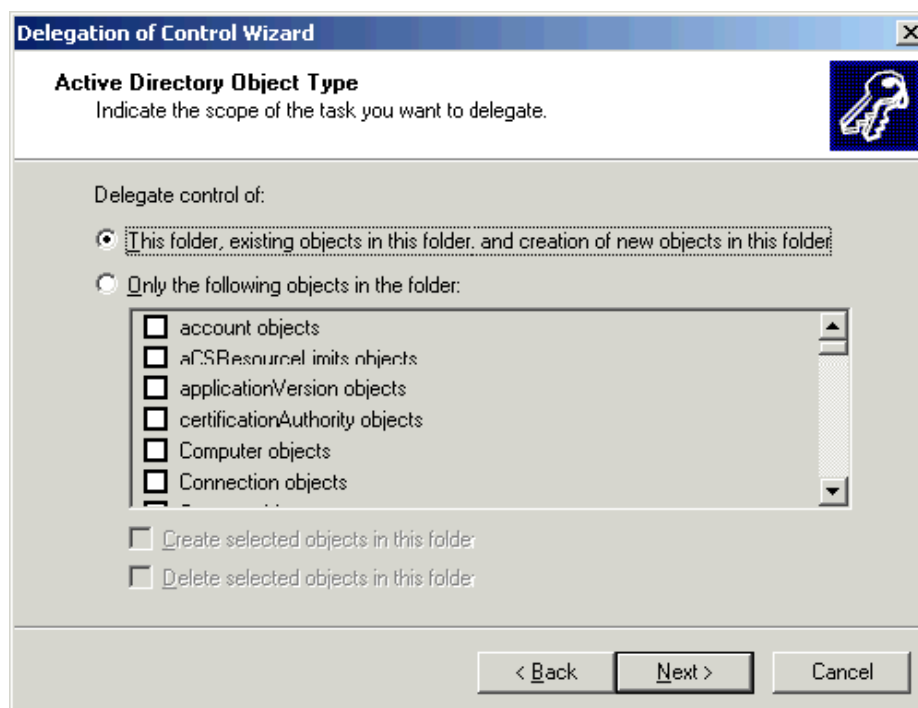 Delegation of Control Wizard
Active Directory Object Type
Indicate the scope of the task you want to delegate.
Delegate control of:
This folder, existing objects in this folder, and creation of new objects in this folder
Only the following objects in the folder:
account objects
aCSResourceLimits objects
applicationVersion objects
certificationAuthority objects
Computer objects
Connection objects
Create selected objects in this folder
Delete selected objects in this folder
< Back Next > Cancel